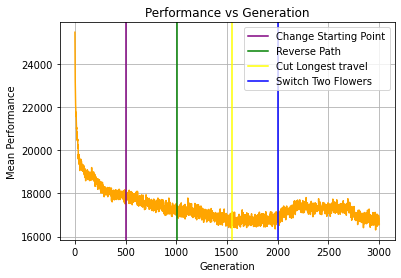 Performance vs Generation
Change Starting Point
Reverse Path
Cut Longest travel
Switch Two Flowers
Mean Performance
24000
22000
20000
18000
16000
0 500 1000 1500 2000 2500 3000
Generation